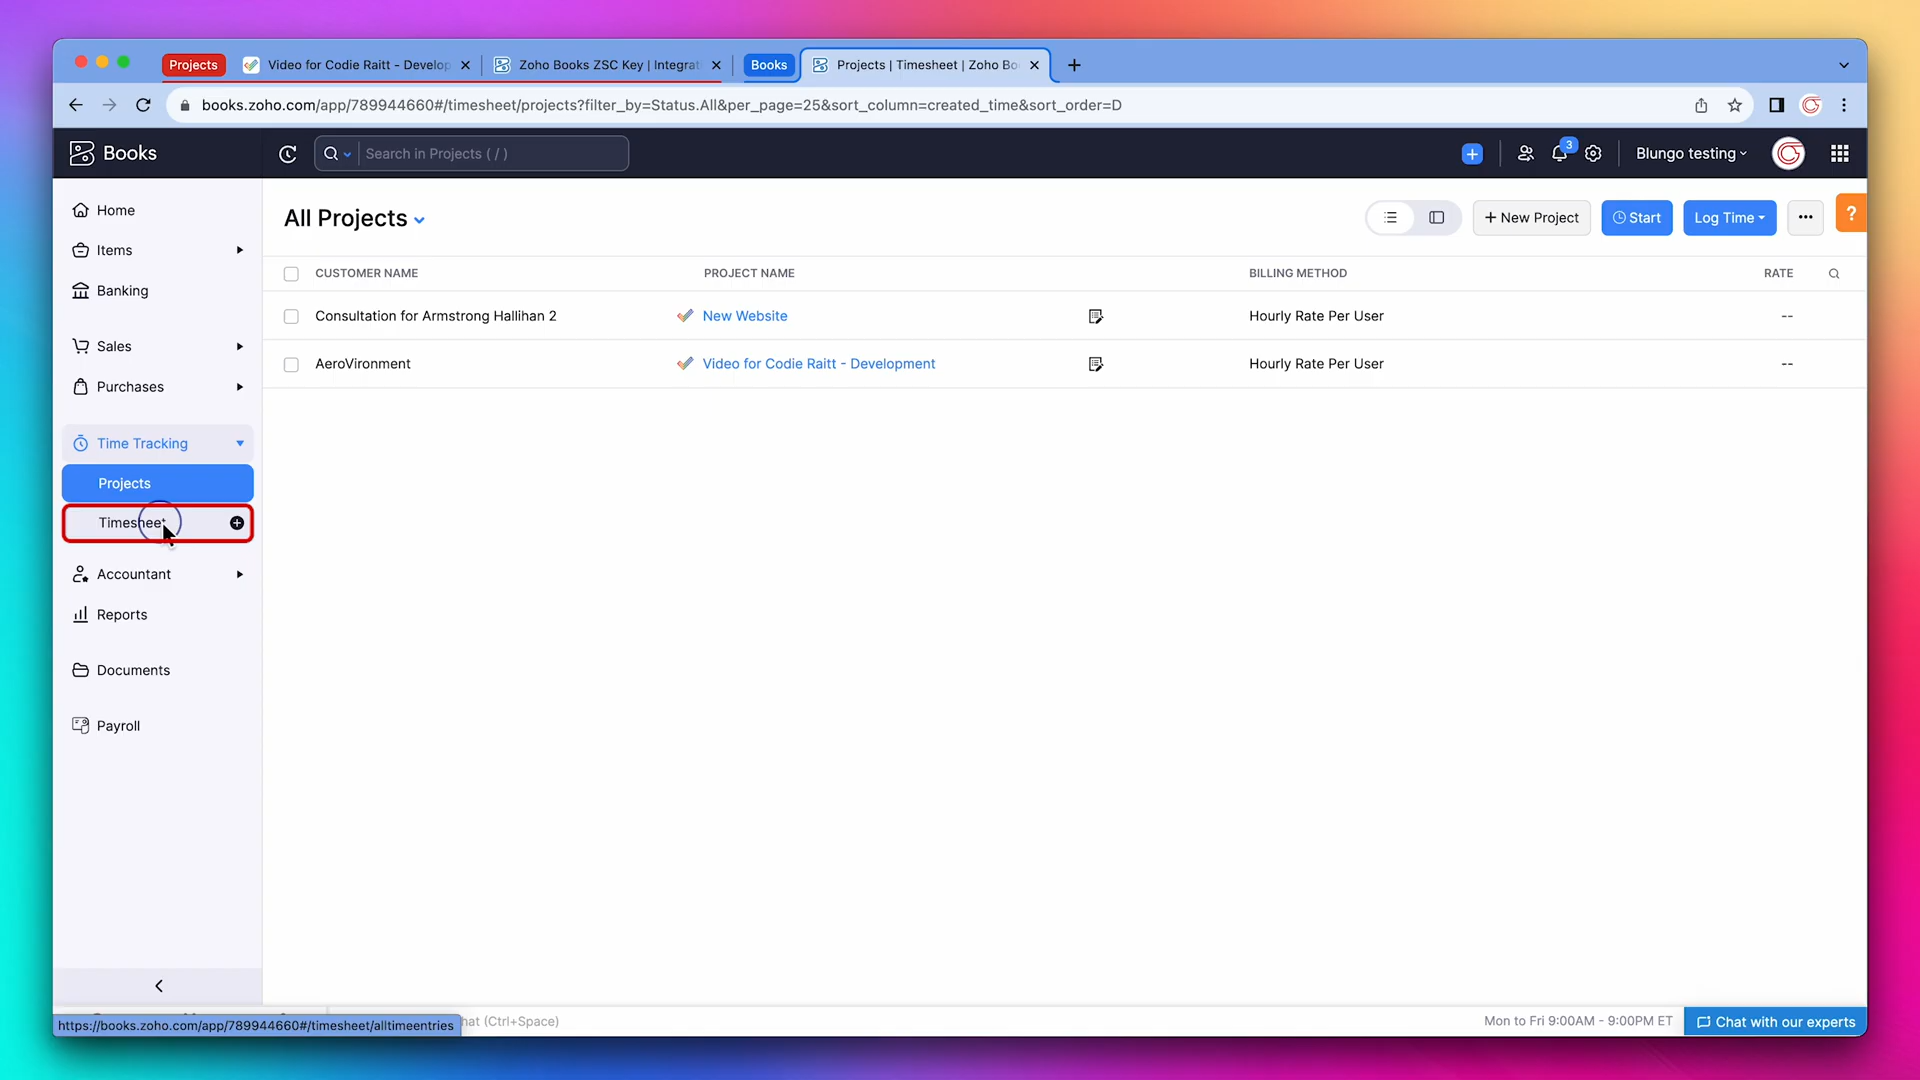 Projects
Video for Codie Raitt - Develop
Zoho Books ZSC Key | Integrat
Books
Projects | Timesheet | Zoho Bo
books.zoho.com/app/789944660#/timesheet/projects?filter_by=Status.All&per_page=25&sort_column=created_time&sort_order=D
Books
Search in Projects ( / )
3
Blungo testing
Home
Items
Banking
Sales
Purchases
Time Tracking
Projects
Timesheet
Accountant
Reports
Documents
Payroll
All Projects
+ New Project
Start
Log Time
?
CUSTOMER NAME PROJECT NAME BILLING METHOD RATE
Consultation for Armstrong Hallihan 2 New Website Hourly Rate Per User --
AeroVironment Video for Codie Raitt - Development Hourly Rate Per User --
https://books.zoho.com/app/789944660#/timesheet/alltimeentries
hat (Ctrl+Space)
Mon to Fri 9:00AM - 9:00PM ET
Chat with our experts